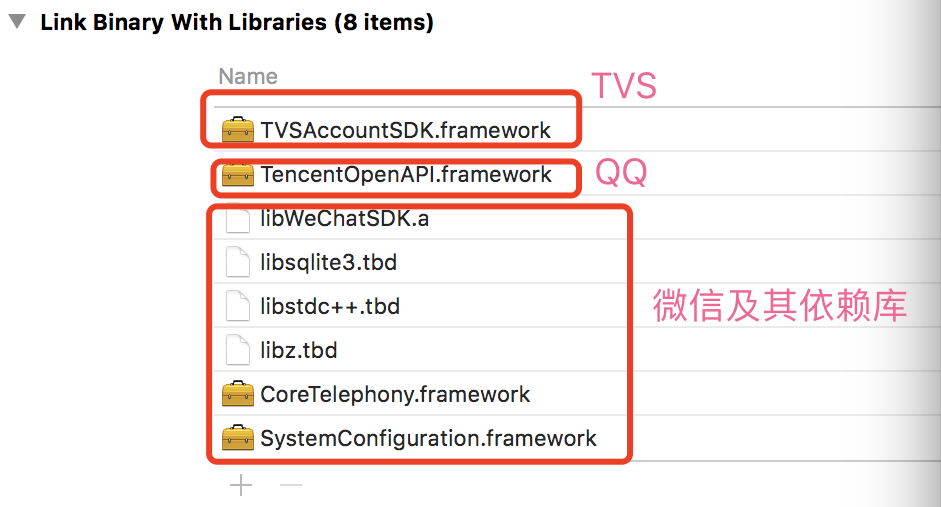 Link Binary With Libraries (8 items)
Name
TVS
TVSAccountSDK.framework
TencentOpenAPI.framework
QQ
libWeChatSDK.a
libsqlite3.tbd
libstdc++.tbd
微信及其依赖库
libz.tbd
CoreTelephony.framework
SystemConfiguration.framework